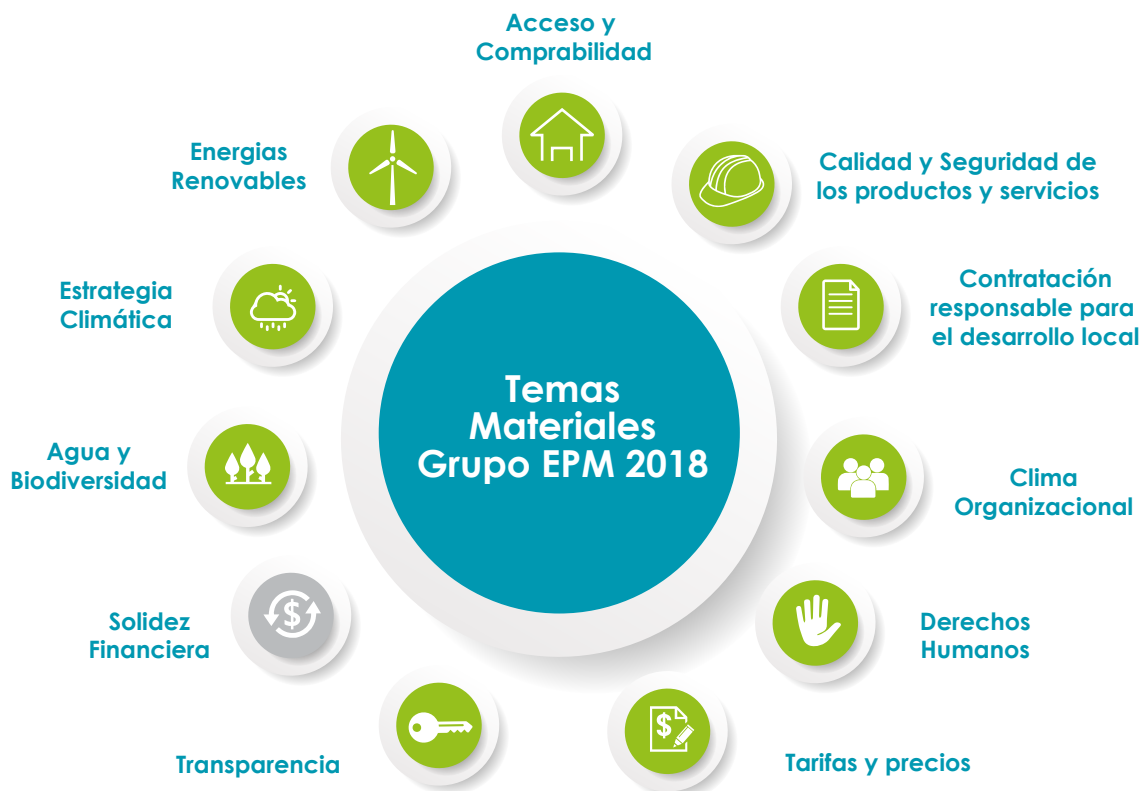 Acceso y
Comprabilidad
Energias
Renovables
Calidad y Seguridad de
los productos y servicios
Estrategia
Climática
Contratación
responsable para
el desarrollo local
Temas
Materiales
Grupo EPM 2018
Agua y
Biodiversidad
Clima
Organizacional
Solidez
Financiera
Derechos
Humanos
Transparencia
Tarifas y precios